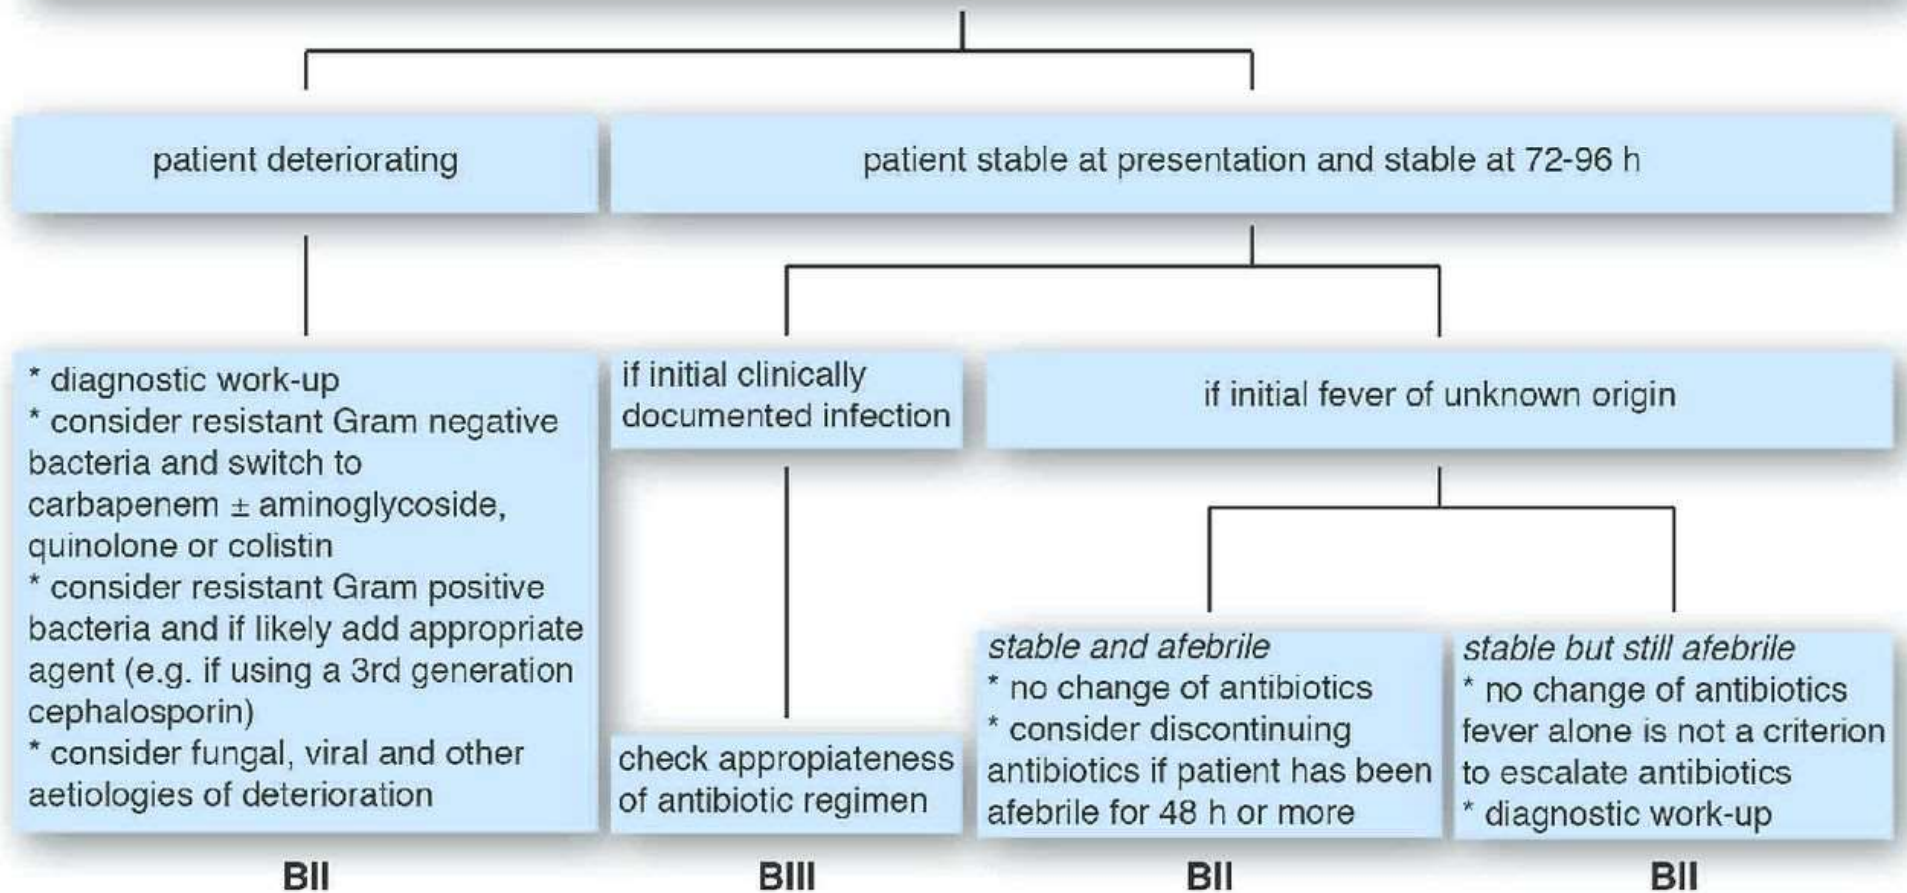 patient deteriorating
patient stable at presentation and stable at 72-96 h
* diagnostic work-up
* consider resistant Gram negative
bacteria and switch to
carbapenem ± aminoglycoside,
quinolone or colistin
* consider resistant Gram positive
bacteria and if likely add appropriate
agent (e.g. if using a 3rd generation
cephalosporin)
* consider fungal, viral and other
aetiologies of deterioration
BII
if initial clinically
documented infection
check appropiateness
of antibiotic regimen
BIII
if initial fever of unknown origin
stable and afebrile
* no change of antibiotics
* consider discontinuing
antibiotics if patient has been
afebrile for 48 h or more
BII
stable but still afebrile
* no change of antibiotics
fever alone is not a criterion
to escalate antibiotics
* diagnostic work-up
BII